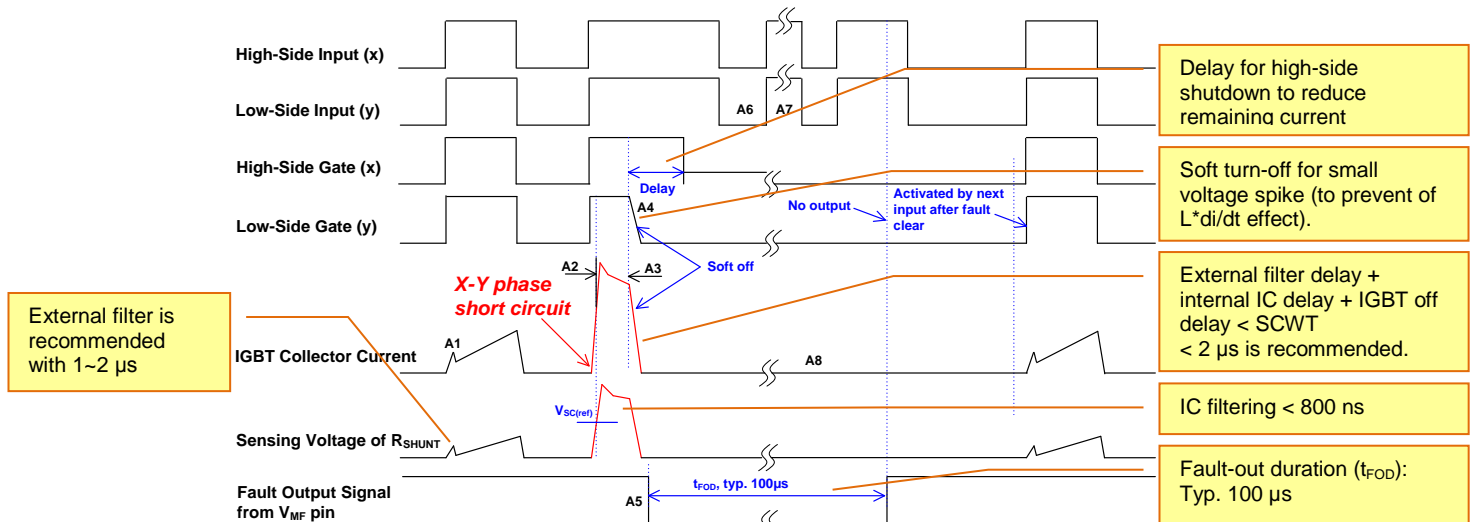 High-Side Input (x)
Low-Side Input (y)
A6
A7
High-Side Gate (x)
Delay
Low-Side Gate (y)
A4
No output
Activated by next
input after fault
clear
A2
A3
Soft off
X-Y phase
short circuit
A1
IGBT Collector Current
A8
VSC(ref)
Sensing Voltage of RSHUNT
Fault Output Signal
from VMF pin
A5
tFOD, typ. 100µs
External filter is
recommended
with 1~2 µs
Delay for high-side
shutdown to reduce
remaining current
Soft turn-off for small
voltage spike (to prevent of
L*di/dt effect).
External filter delay +
internal IC delay + IGBT off
delay < SCWT
< 2 µs is recommended.
IC filtering < 800 ns
Fault-out duration (tFOD):
Typ. 100 µs